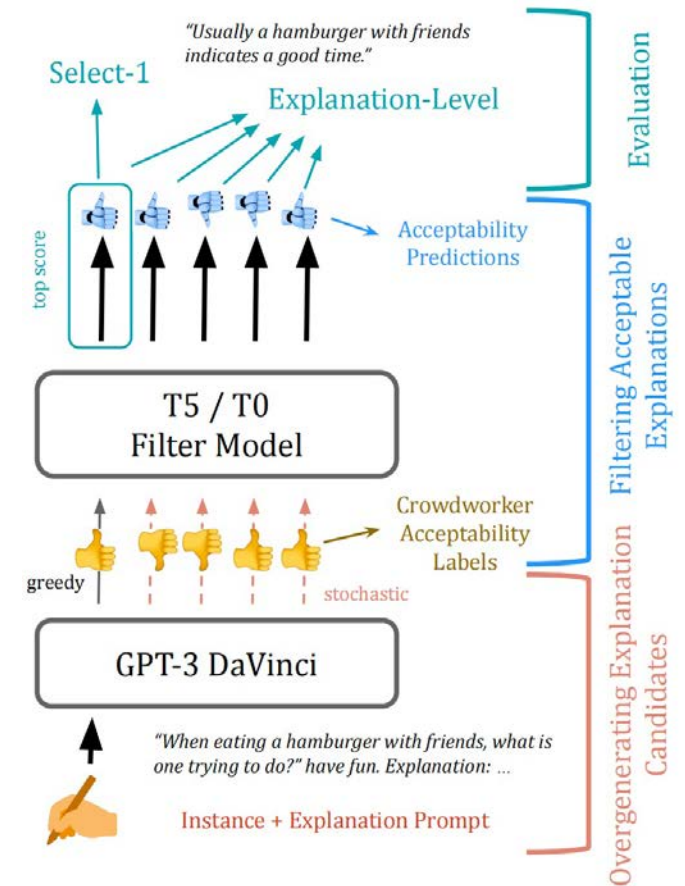 “Usually a hamburger with friends
indicates a good time.”
Select-1
Explanation-Level
Evaluation
top score
Acceptability
Predictions
T5 / T0
Filter Model
Filtering Acceptable
Explanations
Crowdworker
Acceptability
Labels
greedy
stochastic
GPT-3 DaVinci
“When eating a hamburger with friends, what is
one trying to do?” have fun. Explanation: …
Instance + Explanation Prompt
Overgenerating Explanation
Candidates